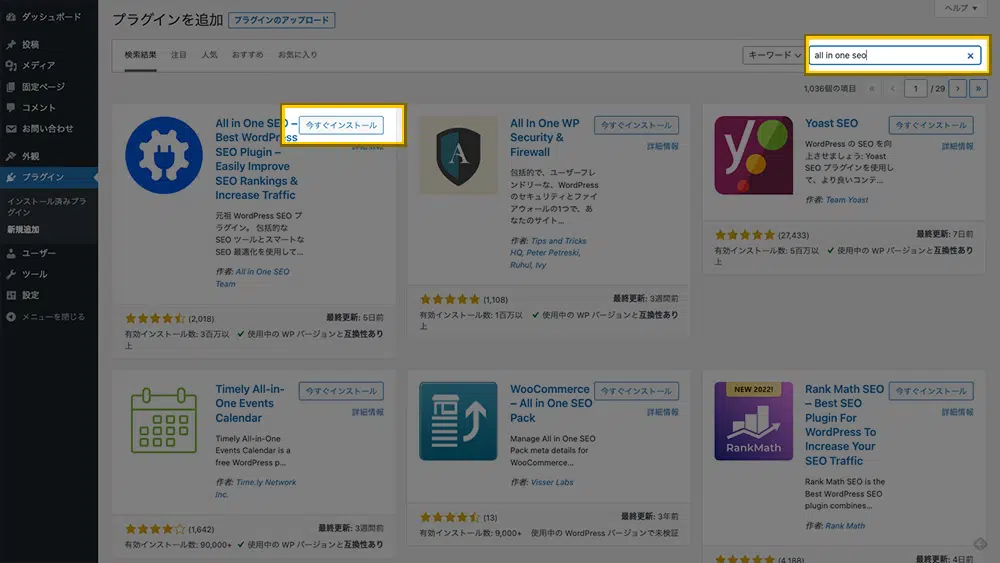 ダッシュボード
投稿
メディア
固定ページ
コメント
お問い合わせ
外観
プラグイン
インストール済みプラ
グイン
新規追加
ユーザー
ツール
設定
メニューを閉じる
ヘルプ ▼
プラグインを追加
プラグインのアップロード
検索結果
注目
人気
おすすめ
お気に入り
キーワード
all in one seo
×
1,036個の項目
«
‹
1
/ 29
›
»
All in One SEO –
Best WordPress
SEO Plugin –
Easily Improve
SEO Rankings &
Increase Traffic
今すぐインストール
元祖 WordPress SEO プ
ラグイン。 包括的な
SEO ツールとスマートな
SEO 最適化を使用して...
作者: All in One SEO
Team
(2,018)
最終更新: 5日前
有効インストール数: 3百万以
上
✔ 使用中の WP バージョンと互換性あり
A
All In One WP
Security &
Firewall
今すぐインストール
詳細情報
包括的で、ユーザーフレ
ンドリーな、WordPress
のセキュリティとファイ
アウォールの1つで、あ
なたのサイト...
作者: Tips and Tricks
HQ, Peter Petreski,
Ruhul, Ivy
(1,108)
最終更新: 3週間前
有効インストール数: 1百万以
上
✔ 使用中の WP バージョンと互換性あり
y
Yoast SEO
今すぐインストール
詳細情報
WordPress の SEO を向
上させましょう: Yoast
SEO プラグインを使用し
て、より良いコンテ...
作者: Team Yoast
(27,433)
最終更新: 7日前
有効インストール数: 5百万以
上
✔ 使用中の WP バージョンと互換性あり
Timely All-in-
One Events
Calendar
今すぐインストール
詳細情報
Timely All-in-One
Events Calendar is a
free WordPress p...
作者: Time.ly Network
Inc.
(1,642)
最終更新: 3週間前
有効インストール数: 90,000+
✔ 使用中の WP バージョンと互換性あり
WooCommerce
– All in One SEO
Pack
今すぐインストール
詳細情報
Manage All in One SEO
Pack meta details for
WooCommerce...
作者: Visser Labs
(13)
最終更新: 3年前
有効インストール数: 9,000+
使用中の WordPress バージョンで未検証
NEW 2022!
RankMath
Rank Math SEO
– Best SEO
Plugin For
WordPress To
Increase Your
SEO Traffic
今すぐインストール
詳細情報
Rank Math SEO is the
Best WordPress SEO
plugin combines...
作者: Rank Math
(4,188)
最終更新: 4日前